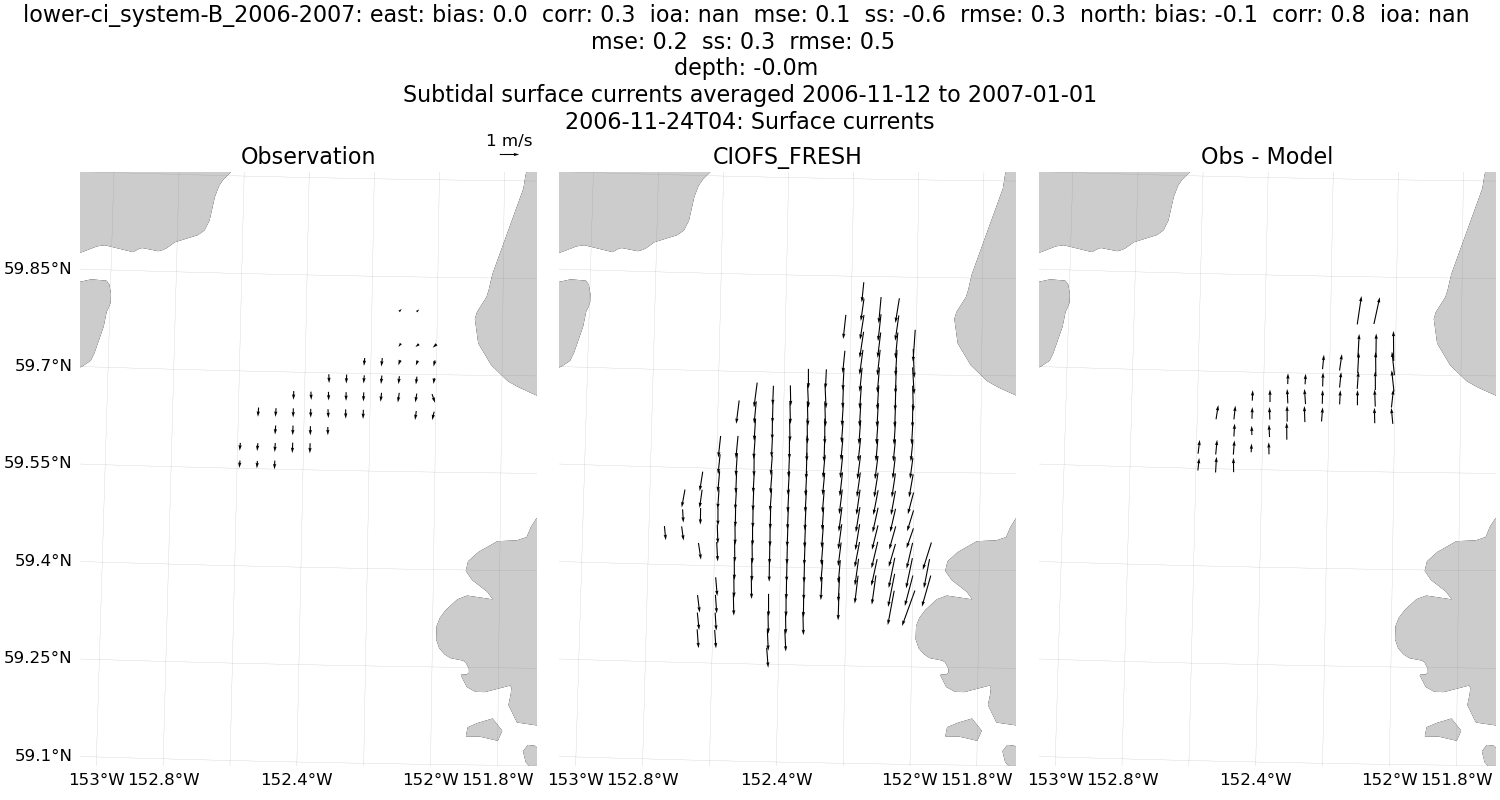 lower-ci_system-B_2006-2007: east: bias: 0.0 corr: 0.3 ioa: nan mse: 0.1 ss: -0.6 rmse: 0.3 north: bias: -0.1 corr: 0.8 ioa: nan
mse: 0.2 ss: 0.3 rmse: 0.5
depth: -0.0m
Subtidal surface currents averaged 2006-11-12 to 2007-01-01
2006-11-24T04: Surface currents
1 m/s
Observation
CIOFS_FRESH
Obs - Model
59.85°N
59.7°N
59.55°N
59.4°N
59.25°N
59.1°N
153°W 152.8°W 152.4°W 152°W 151.8°W
153°W 152.8°W 152.4°W 152°W 151.8°W
153°W 152.8°W 152.4°W 152°W 151.8°W